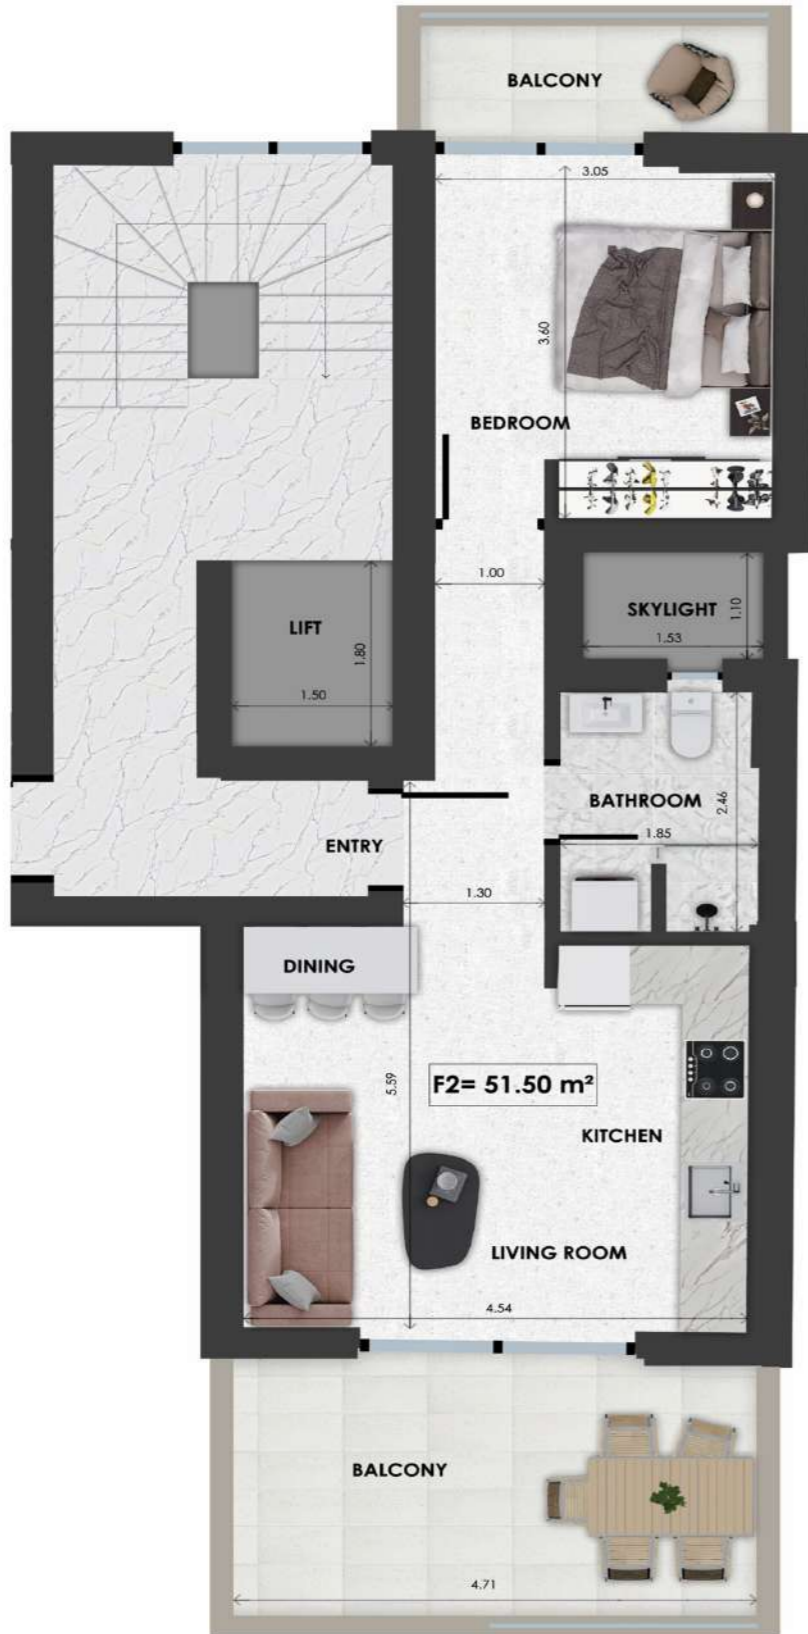 BALCONY
3.05
3.60
BEDROOM
1.00
LIFT
1.80
1.50
SKYLIGHT
1.10
1.53
BATHROOM
2.46
1.85
ENTRY
1.30
DINING
5.59
F2= 51.50 m²
KITCHEN
LIVING ROOM
4.54
BALCONY
4.71